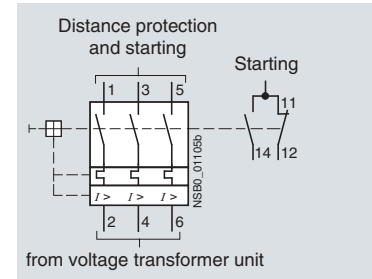 Distance protection
and starting
Starting
1 3 5
11
14 12
I > I > I >
NSB0_01105b
2 4 6
from voltage transformer unit